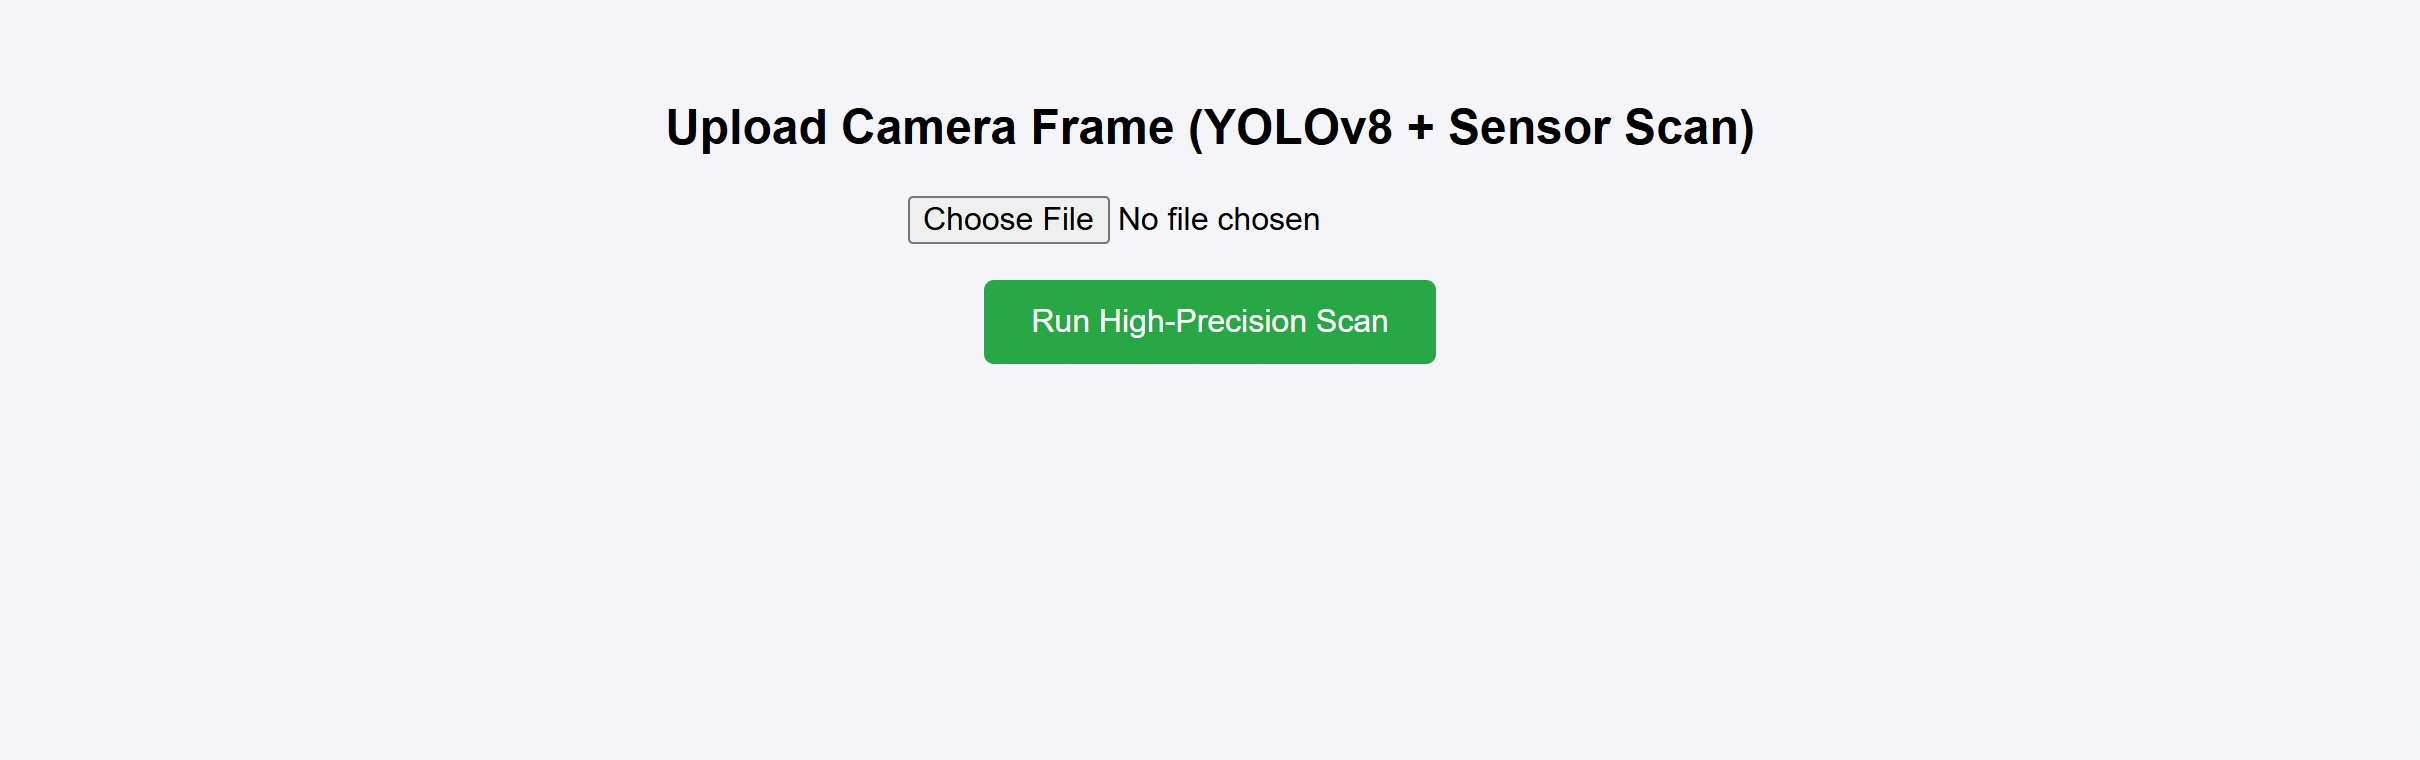 Upload Camera Frame (YOLOv8 + Sensor Scan)
Choose File No file chosen
Run High-Precision Scan